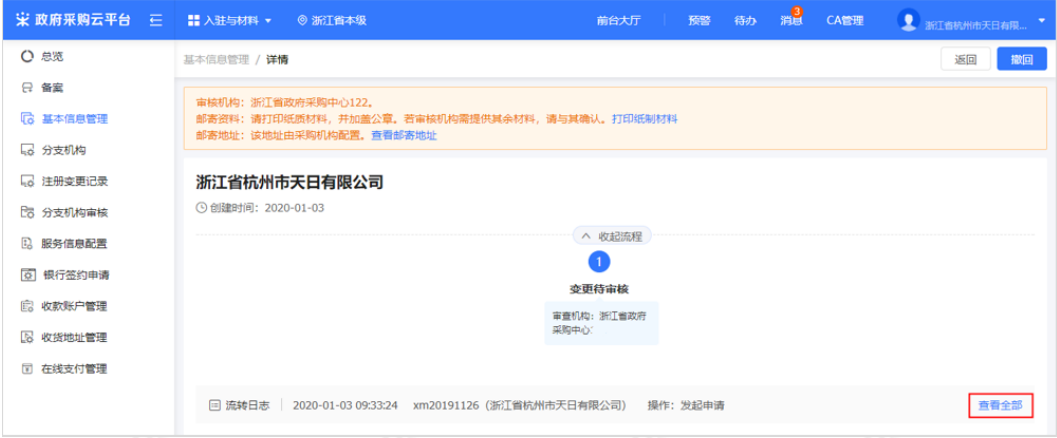 政府采购云平台
入驻与材料
浙江省本级
前台大厅
预警
待办
消息
3
CA管理
浙江省杭州市天日有限...
总览
备案
基本信息管理
分支机构
注册变更记录
分支机构审核
服务信息配置
银行签约申请
收款账户管理
收货地址管理
在线支付管理
基本信息管理 / 详情
返回
撤回
审核机构：浙江省政府采购中心122。
邮寄资料：请打印纸质材料，并加盖公章。若审核机构需提供其余材料，请与其确认。打印纸制材料
邮寄地址：该地址由采购机构配置。查看邮寄地址
浙江省杭州市天日有限公司
创建时间：2020-01-03
收起流程
1
变更待审核
审查机构：浙江省政府
采购中心:
流转日志
2020-01-03 09:33:24 xm20191126（浙江省杭州市天日有限公司） 操作：发起申请
查看全部